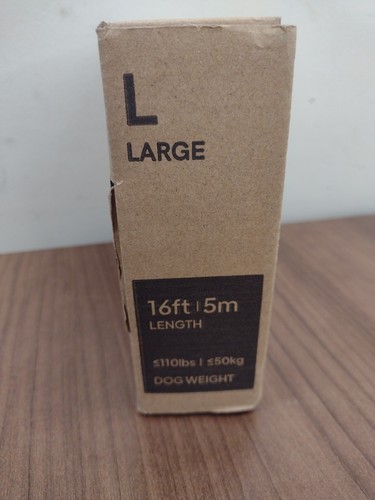 L
LARGE
16ft | 5m
LENGTH
≤110lbs | ≤50kg
DOG WEIGHT